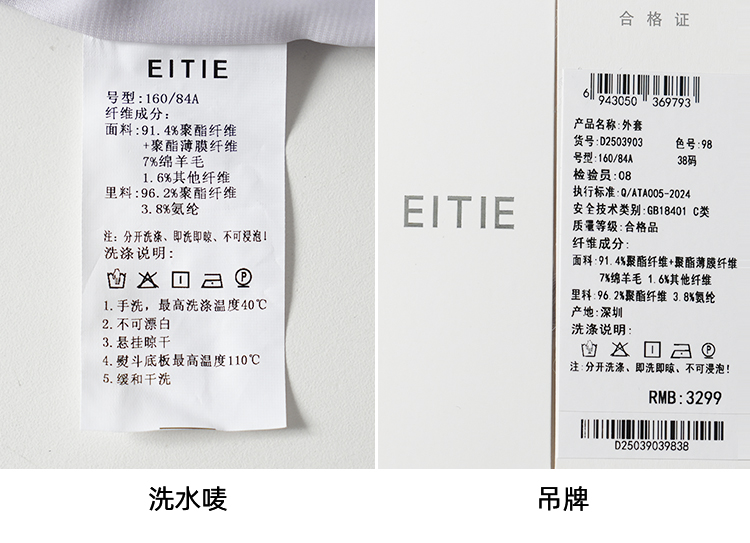 EITIE
号型:160/84A
纤维成分:
面料:91.4%聚酯纤维
+聚酯薄膜纤维
7%绵羊毛
1.6%其他纤维
里料:96.2%聚酯纤维
3.8%氨纶
注: 分开洗涤、即洗即晾、不可浸泡!
洗涤说明:
P
1.手洗，最高洗涤温度40℃
2.不可漂白
3.悬挂晾干
4.熨斗底板最高温度110℃
5.缓和干洗
洗水唛
EITIE
合格证
6 943050 369793
产品名称:外套
货号:D2503903 色号:98
号型:160/84A 38码
检验员:08
执行标准:Q/ATA005-2024
安全技术类别:GB18401 C类
质量等级:合格品
纤维成分:
面料:91.4%聚酯纤维+聚酯薄膜纤维
7%绵羊毛 1.6%其他纤维
里料:96.2%聚酯纤维 3.8%氨纶
产地:深圳
洗涤说明:
P
注:分开洗涤、即洗即晾、不可浸泡!
RMB:3299
D25039039838
吊牌